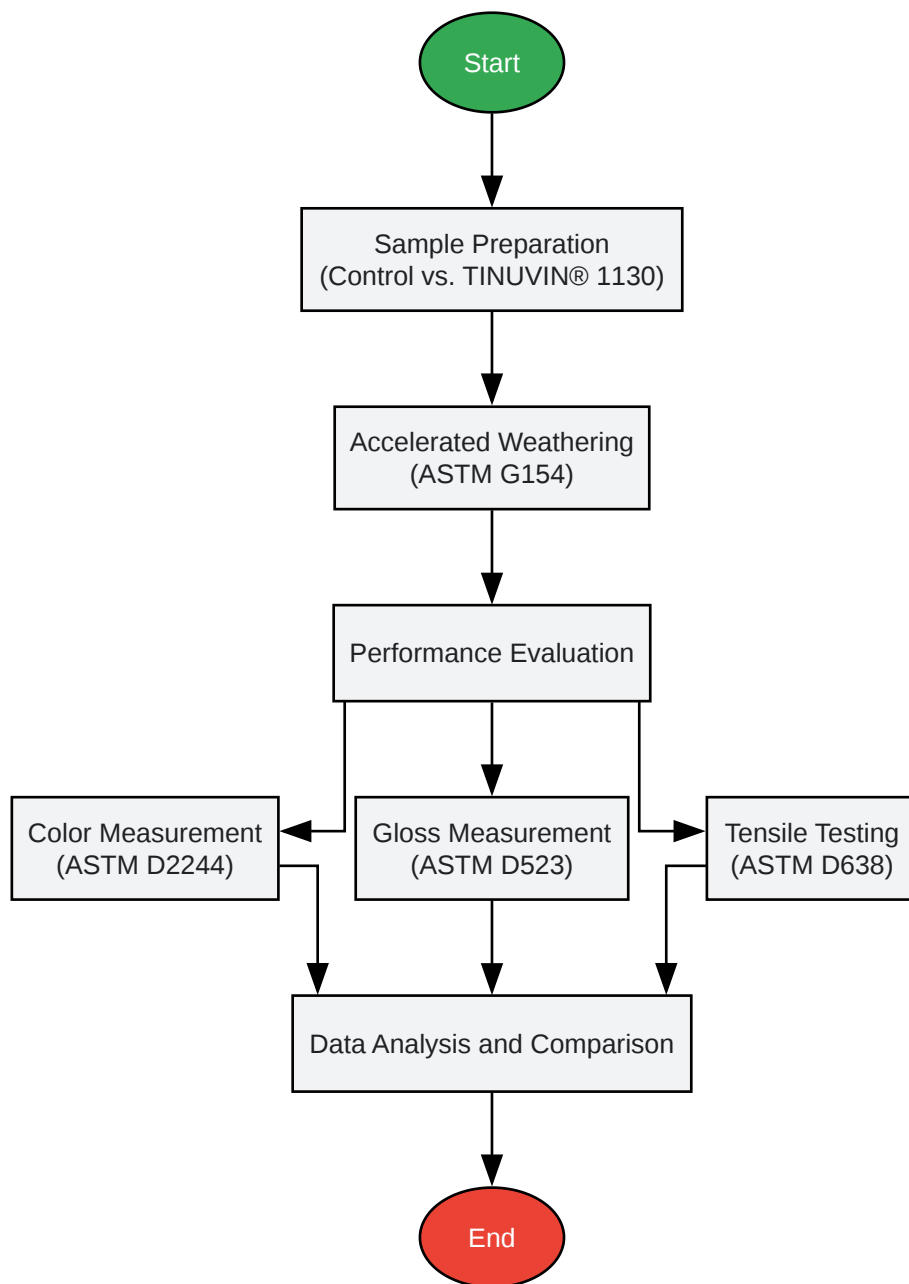 Start
Sample Preparation
(Control vs. TINUVIN® 1130)
Accelerated Weathering
(ASTM G154)
Performance Evaluation
Color Measurement
(ASTM D2244)
Gloss Measurement
(ASTM D523)
Tensile Testing
(ASTM D638)
Data Analysis and Comparison
End